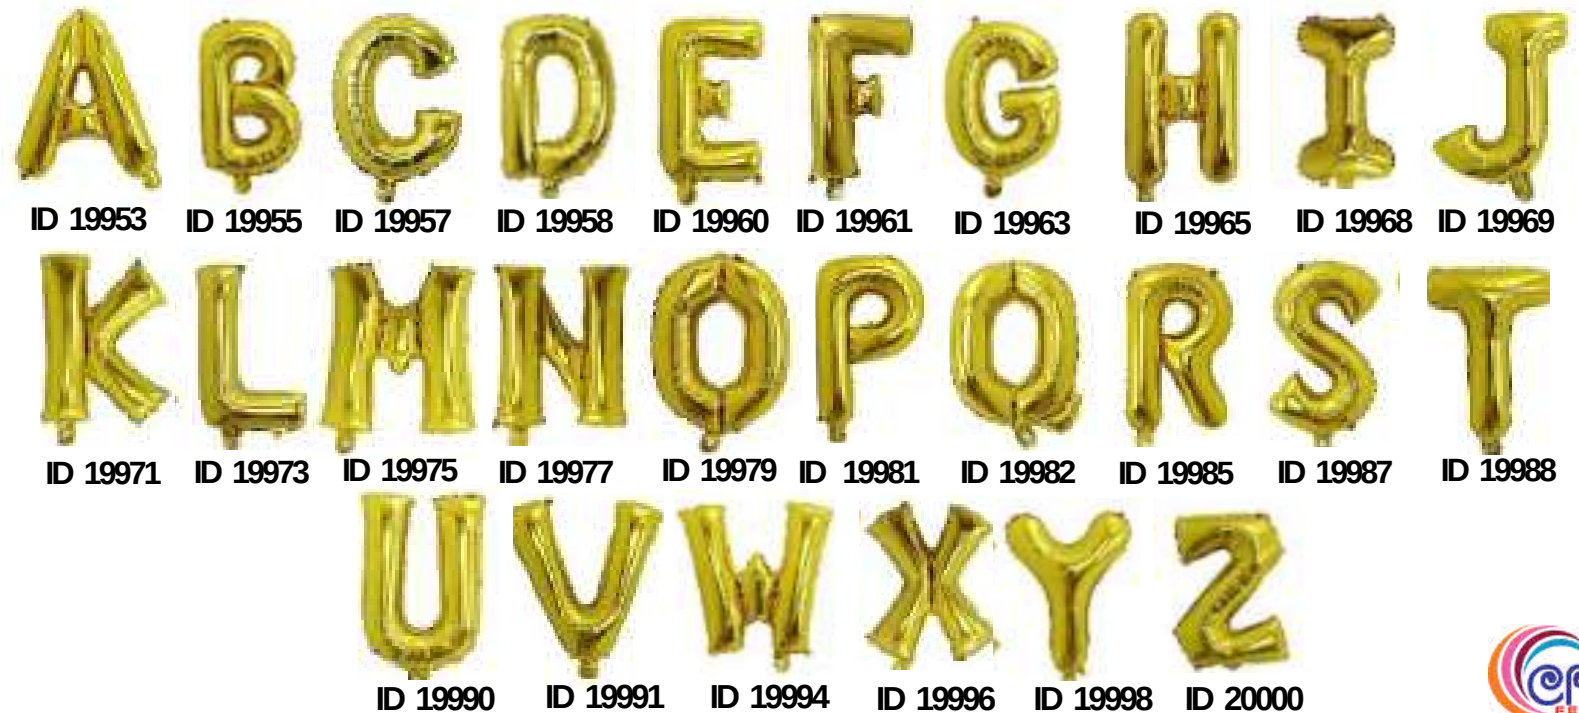 A B C D E F G H I J
ID 19953 ID 19955 ID 19957 ID 19958 ID 19960 ID 19961 ID 19963 ID 19965 ID 19968 ID 19969
K L M N O P Q R S T
ID 19971 ID 19973 ID 19975 ID 19977 ID 19979 ID 19981 ID 19982 ID 19985 ID 19987 ID 19988
U V W X Y Z
ID 19990 ID 19991 ID 19994 ID 19996 ID 19998 ID 20000